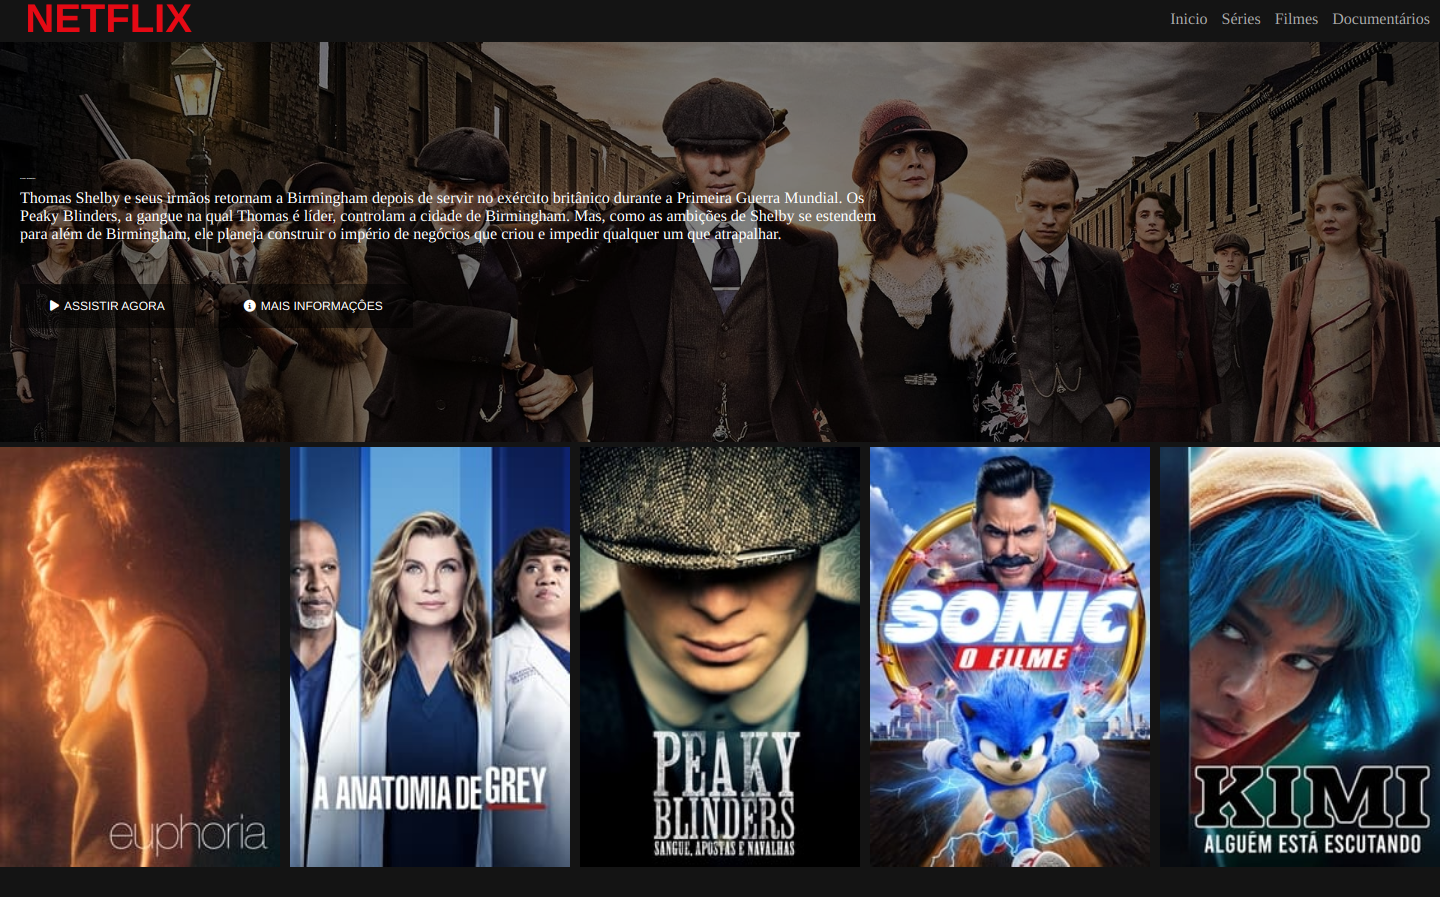 NETFLIX
Inicio Séries Filmes Documentários
Thomas Shelby e seus irmãos retornam a Birmingham depois de servir no exército britânico durante a Primeira Guerra Mundial. Os
Peaky Blinders, a gangue na qual Thomas é líder, controlam a cidade de Birmingham. Mas, como as ambições de Shelby se estendem
para além de Birmingham, ele planeja construir o império de negócios que criou e impedir qualquer um que atrapalhar.
ASSISTIR AGORA MAIS INFORMAÇÕES
euphoria
A ANATOMIA DE GREY
PEAKY
BLINDERS
SANGUE, APOSTAS E NAVALHAS
SONIC
O FILME
KIMI
ALGUÉM ESTÁ ESCUTANDO